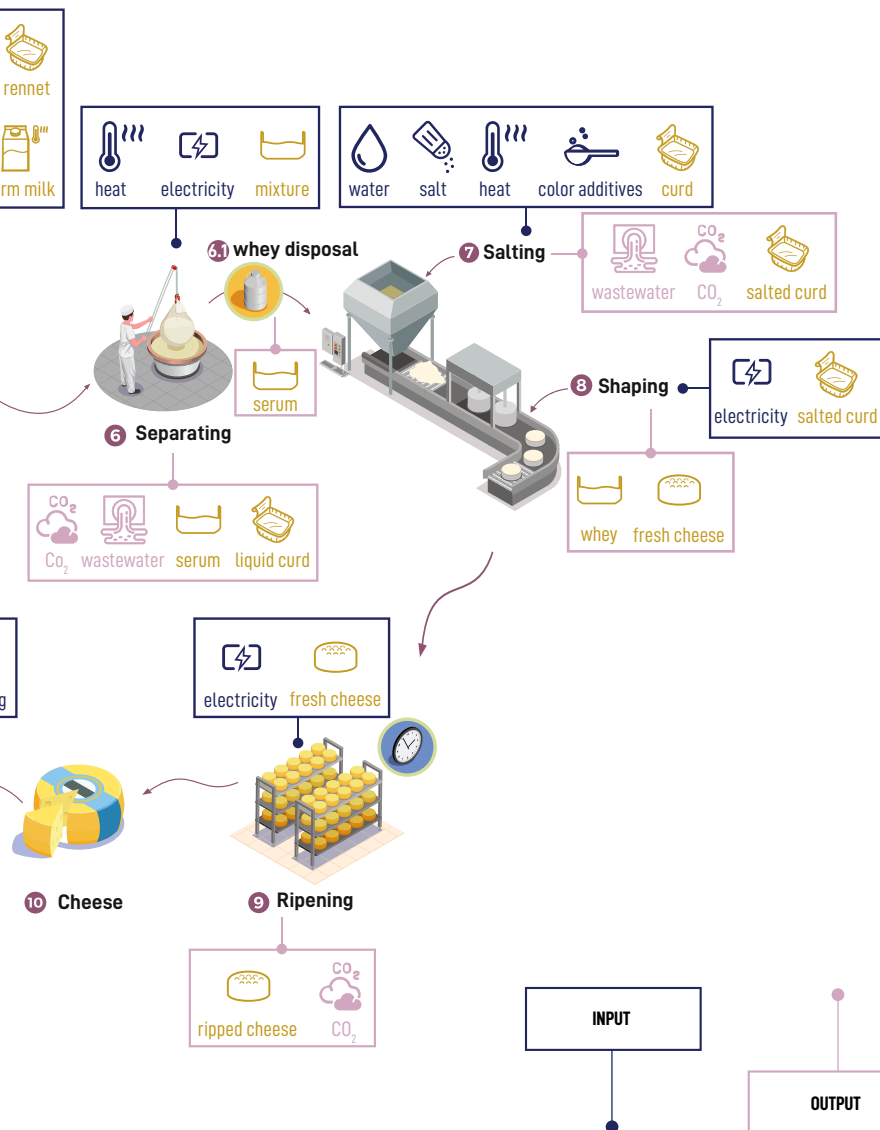 rennet
rm milk
heat electricity mixture
water salt heat color additives curd
6.1 whey disposal
7 Salting
CO2
wastewater CO2 salted curd
serum
8 Shaping
electricity salted curd
6 Separating
whey fresh cheese
CO2
Co2 wastewater serum liquid curd
electricity fresh cheese
g
10 Cheese
9 Ripening
CO2
ripped cheese CO2
INPUT
OUTPUT